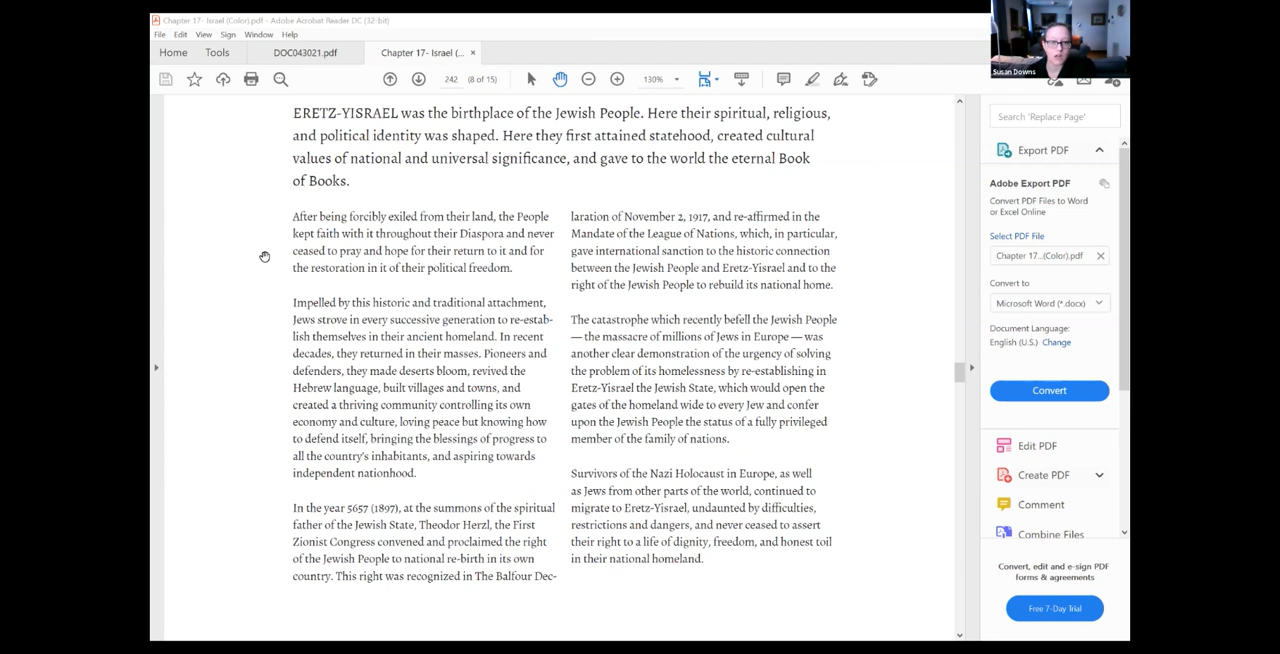 Chapter 17- Israel (Color).pdf - Adobe Acrobat Reader DC (32-bit)
File Edit View Sign Window Help
Home Tools DOC043021.pdf Chapter 17- Israel (... ×
242 (8 of 15) 130%
Susan Downs
ERETZ-YISRAEL was the birthplace of the Jewish People. Here their spiritual, religious,
and political identity was shaped. Here they first attained statehood, created cultural
values of national and universal significance, and gave to the world the eternal Book
of Books.
After being forcibly exiled from their land, the People
kept faith with it throughout their Diaspora and never
ceased to pray and hope for their return to it and for
the restoration in it of their political freedom.
Impelled by this historic and traditional attachment,
Jews strove in every successive generation to re-estab-
lish themselves in their ancient homeland. In recent
decades, they returned in their masses. Pioneers and
defenders, they made deserts bloom, revived the
Hebrew language, built villages and towns, and
created a thriving community controlling its own
economy and culture, loving peace but knowing how
to defend itself, bringing the blessings of progress to
all the country's inhabitants, and aspiring towards
independent nationhood.
In the year 5657 (1897), at the summons of the spiritual
father of the Jewish State, Theodor Herzl, the First
Zionist Congress convened and proclaimed the right
of the Jewish People to national re-birth in its own
country. This right was recognized in The Balfour Dec-
laration of November 2, 1917, and re-affirmed in the
Mandate of the League of Nations, which, in particular,
gave international sanction to the historic connection
between the Jewish People and Eretz-Yisrael and to the
right of the Jewish People to rebuild its national home.
The catastrophe which recently befell the Jewish People
— the massacre of millions of Jews in Europe — was
another clear demonstration of the urgency of solving
the problem of its homelessness by re-establishing in
Eretz-Yisrael the Jewish State, which would open the
gates of the homeland wide to every Jew and confer
upon the Jewish People the status of a fully privileged
member of the family of nations.
Survivors of the Nazi Holocaust in Europe, as well
as Jews from other parts of the world, continued to
migrate to Eretz-Yisrael, undaunted by difficulties,
restrictions and dangers, and never ceased to assert
their right to a life of dignity, freedom, and honest toil
in their national homeland.
Search 'Replace Page'
Export PDF
Adobe Export PDF
Convert PDF Files to Word
or Excel Online
Select PDF File
Chapter 17...(Color).pdf ×
Convert to
Microsoft Word (*.docx)
Document Language:
English (U.S.) Change
Convert
Edit PDF
Create PDF
Comment
Combine Files
Convert, edit and e-sign PDF
forms & agreements
Free 7-Day Trial